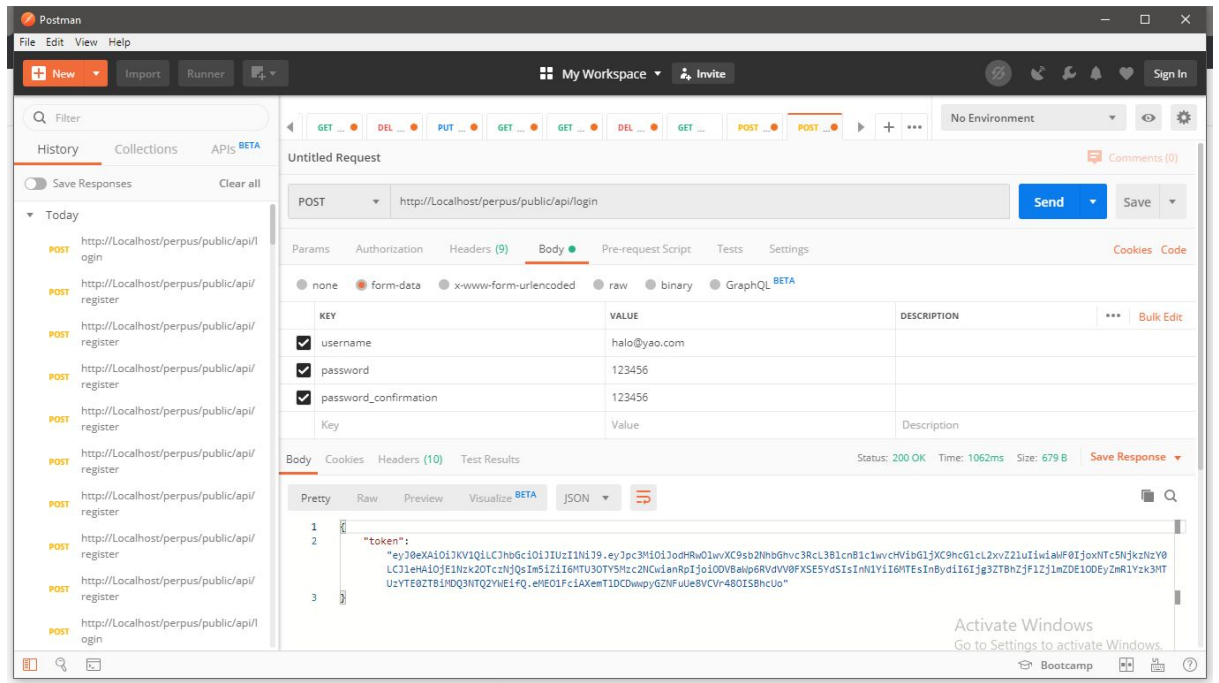 Postman
File Edit View Help
New Import Runner My Workspace Invite Sign In
Filter
History Collections APIs BETA
Save Responses Clear all
Today
POST http://Localhost/perpus/public/api/l
ogin
POST http://Localhost/perpus/public/api/
register
POST http://Localhost/perpus/public/api/
register
POST http://Localhost/perpus/public/api/
register
POST http://Localhost/perpus/public/api/
register
POST http://Localhost/perpus/public/api/
register
POST http://Localhost/perpus/public/api/
register
POST http://Localhost/perpus/public/api/
register
POST http://Localhost/perpus/public/api/
register
POST http://Localhost/perpus/public/api/l
ogin
GET ... DEL ... PUT ... GET ... GET ... DEL ... GET ... POST ... POST ... + ••• No Environment
Untitled Request Comments (0)
POST http://Localhost/perpus/public/api/login Send Save
Params Authorization Headers (9) Body Pre-request Script Tests Settings Cookies Code
none form-data x-www-form-urlencoded raw binary GraphQL BETA
KEY VALUE DESCRIPTION ••• Bulk Edit
username halo@yao.com
password 123456
password_confirmation 123456
Key Value Description
Body Cookies Headers (10) Test Results Status: 200 OK Time: 1062ms Size: 679 B Save Response
Pretty Raw Preview Visualize BETA JSON
1 {
2 "token":
3 }
Activate Windows
Go to Settings to activate Windows.
Bootcamp